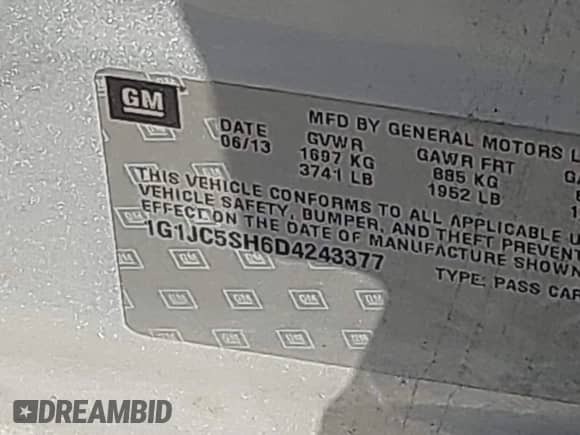 GM
MFD BY GENERAL MOTORS L
DATE GVWR GAWR FRT GA
06/13 1697 KG 885 KG
3741 LB 1952 LB
THIS VEHICLE CONFORMS TO ALL APPLICABLE U
VEHICLE SAFETY, BUMPER, AND THEFT PREVENT
EFFECT ON THE DATE OF MANUFACTURE SHOWN
1G1JC5SH6D4243377
TYPE: PASS CAR
DREAMBID